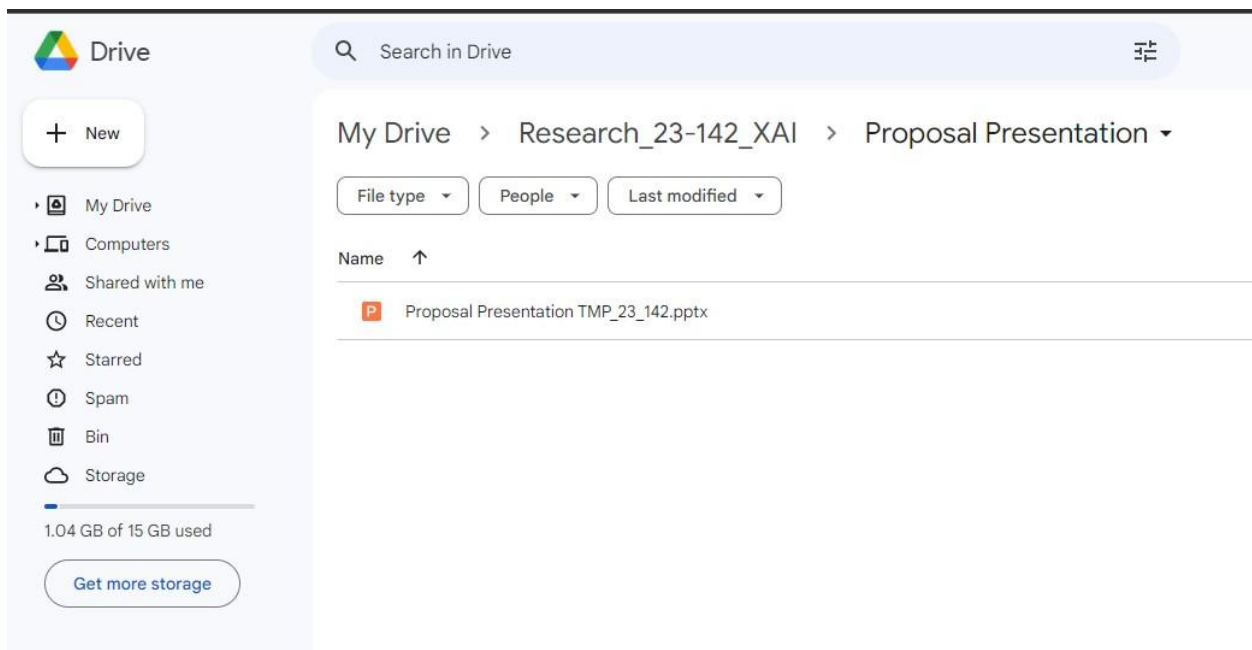 Drive
Search in Drive
New
My Drive
Computers
Shared with me
Recent
Starred
Spam
Bin
Storage
1.04 GB of 15 GB used
Get more storage
My Drive > Research_23-142_XAI > Proposal Presentation
File type People Last modified
Name
P Proposal Presentation TMP_23_142.pptx